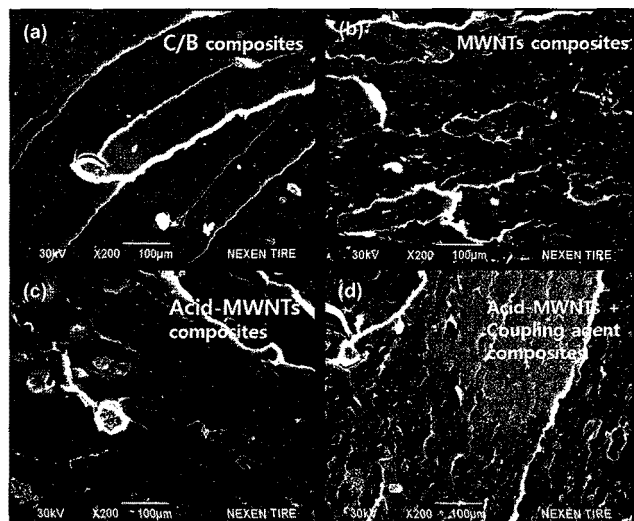 (a)
C/B composites
30kV X200 100μm NEXEN TIRE
(b)
MWNTs composites
30kV X200 100μm NEXEN TIRE
(c)
Acid-MWNTs
composites
30kV X200 100μm NEXEN TIRE
(d)
Acid-MWNTs +
Coupling agent
composites
30kV X200 100μm NEXEN TIRE